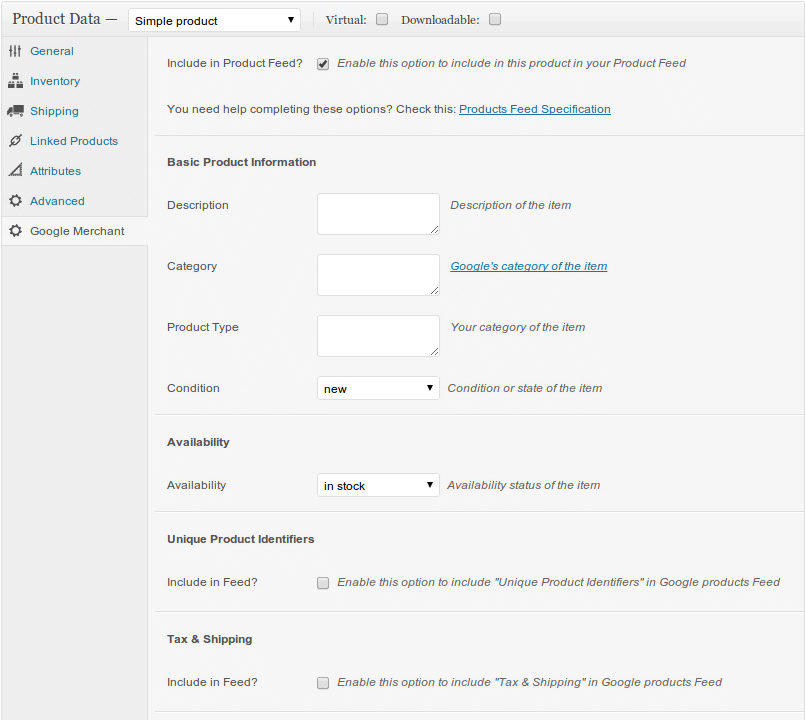 Product Data — Simple product Virtual: Downloadable:
General
Inventory
Shipping
Linked Products
Attributes
Advanced
Google Merchant
Include in Product Feed? Enable this option to include in this product in your Product Feed
You need help completing these options? Check this: Products Feed Specification
Basic Product Information
Description Description of the item
Category Google's category of the item
Product Type Your category of the item
Condition new Condition or state of the item
Availability
Availability in stock Availability status of the item
Unique Product Identifiers
Include in Feed? Enable this option to include "Unique Product Identifiers" in Google products Feed
Tax & Shipping
Include in Feed? Enable this option to include "Tax & Shipping" in Google products Feed